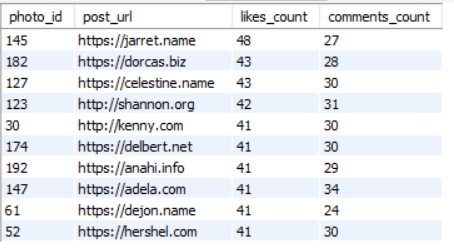 photo_id post_url likes_count comments_count
145 https://jarret.name 48 27
182 https://dorcas.biz 43 28
127 https://celestine.name 43 30
123 http://shannon.org 42 31
30 http://kenny.com 41 30
174 https://delbert.net 41 30
192 https://anahi.info 41 29
147 https://adela.com 41 34
61 https://dejon.name 41 24
52 https://hershel.com 41 30